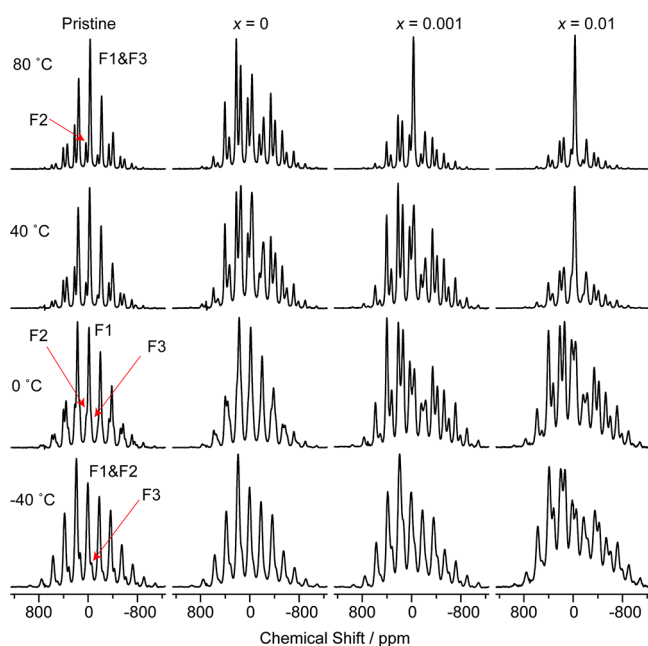 Pristine
x = 0
x = 0.001
x = 0.01
80 ˚C
F1&F3
F2
40 ˚C
F2
F1
F3
0 ˚C
F1&F2
-40 ˚C
F3
800 0 -800
800 0 -800
800 0 -800
800 0 -800
Chemical Shift / ppm